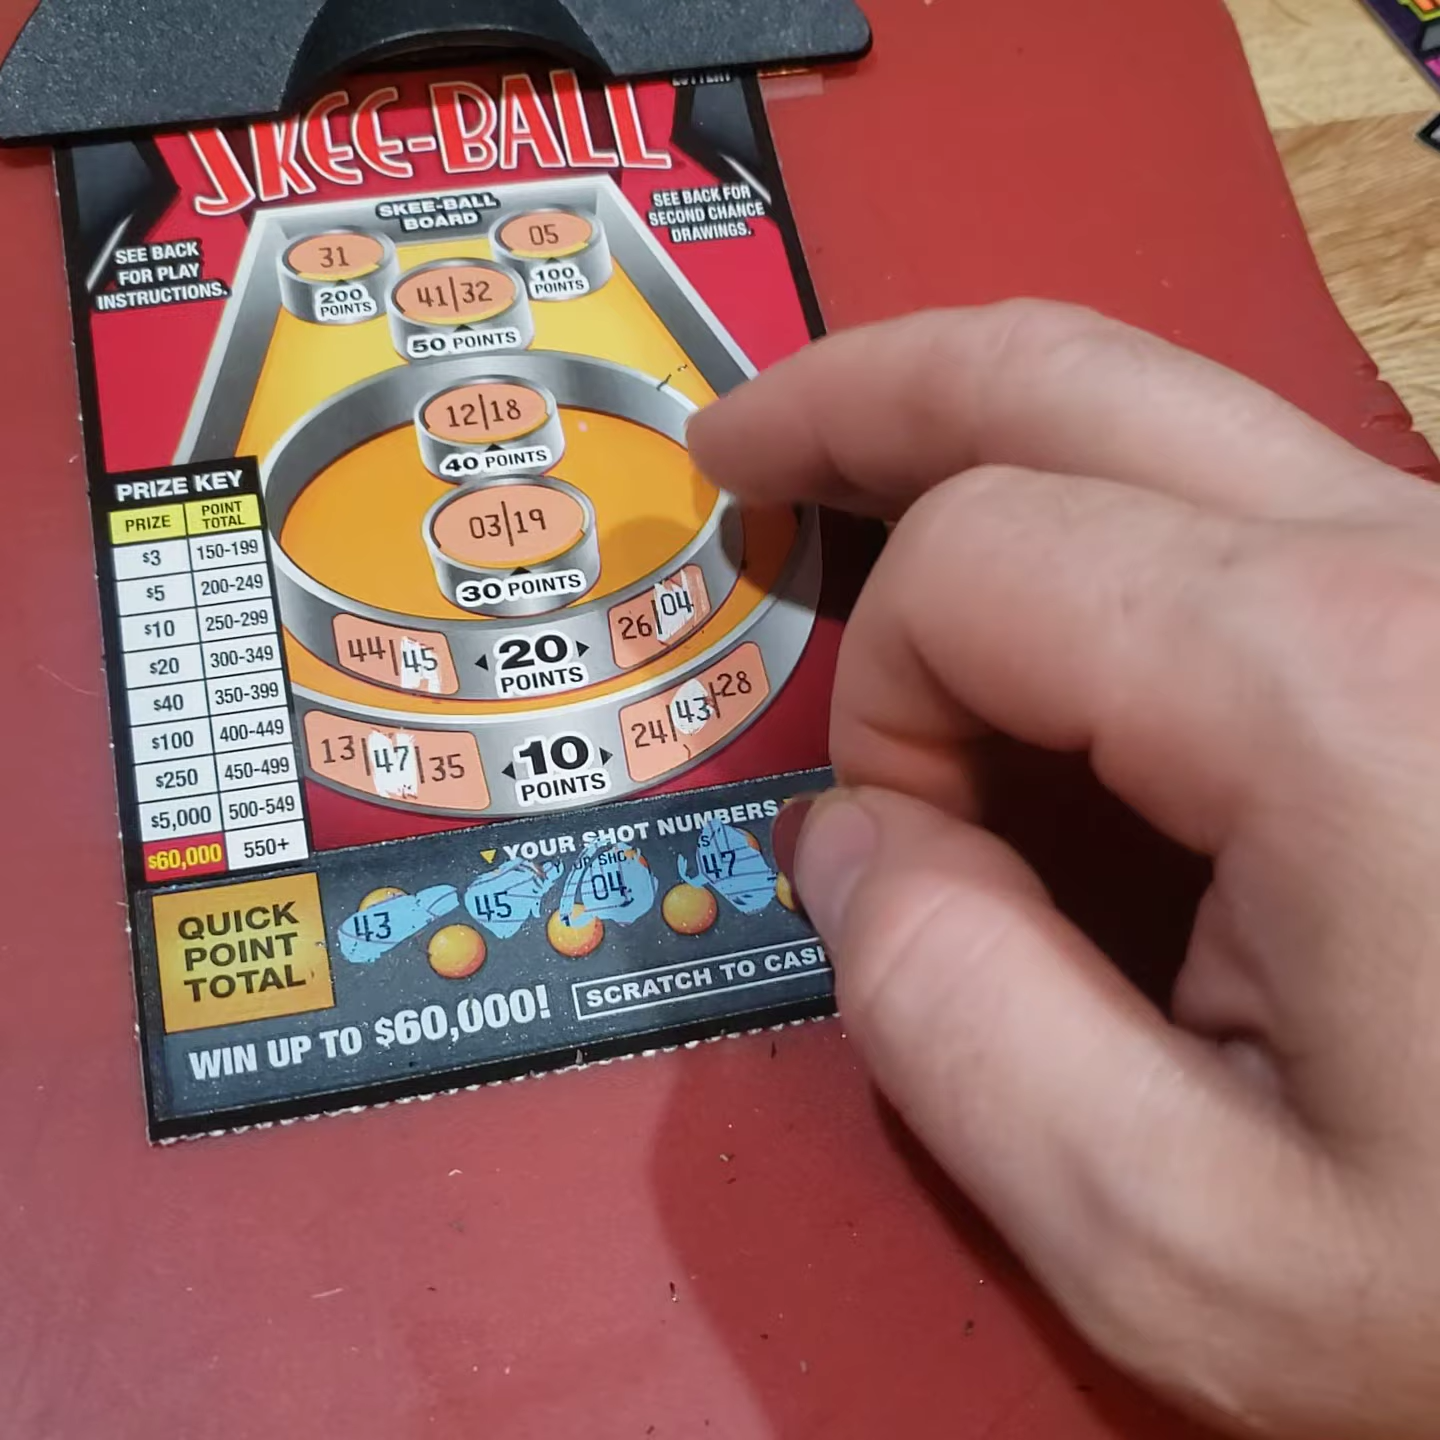 LOTTERY
SKEE-BALL
SKEE-BALL
BOARD
SEE BACK FOR
SECOND CHANCE
DRAWINGS.
SEE BACK
FOR PLAY
INSTRUCTIONS.
31
200
POINTS
05
100
POINTS
41|32
50 POINTS
12|18
40 POINTS
03|19
30 POINTS
44|45
20
POINTS
26|04
13|47|35
10
POINTS
24|43|28
PRIZE KEY
PRIZE POINT TOTAL
$3 150-199
$5 200-249
$10 250-299
$20 300-349
$40 350-399
$100 400-449
$250 450-499
$5,000 500-549
$60,000 550+
YOUR SHOT NUMBERS
43 45 04 47
QUICK
POINT
TOTAL
WIN UP TO $60,000!
SCRATCH TO CASH